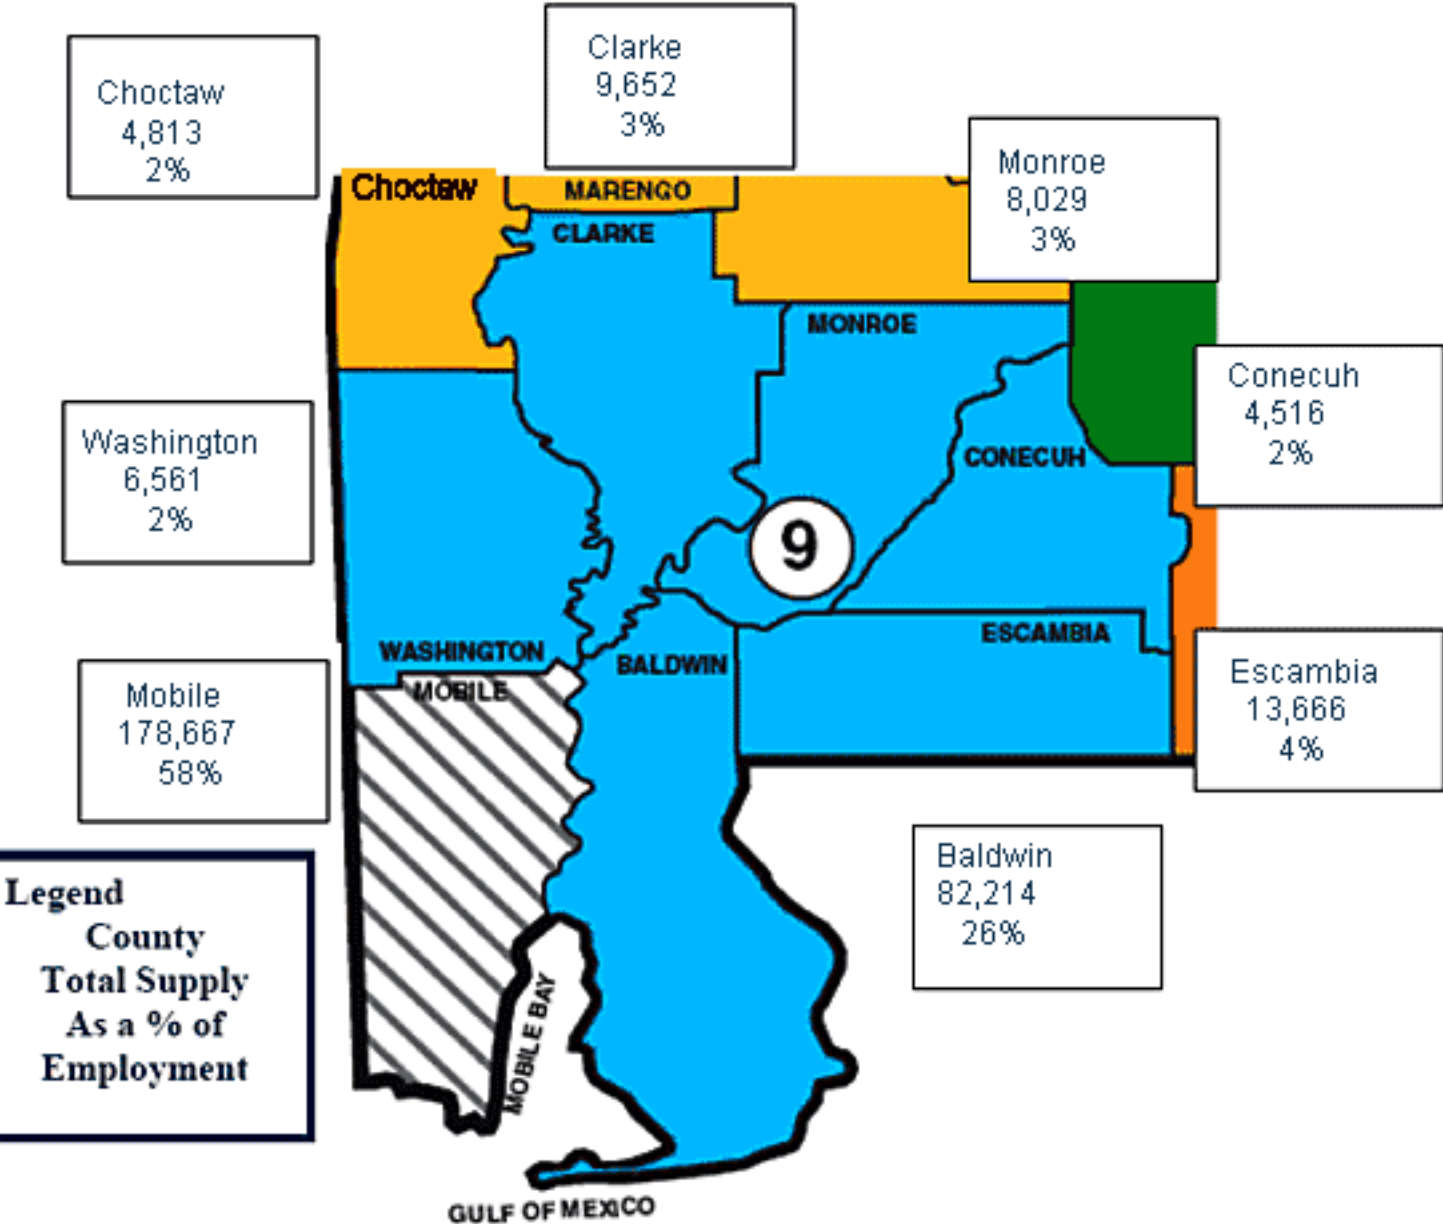 Clarke
9,652
3%
Choctaw
4,813
2%
Monroe
8,029
3%
Choctaw
MARENGO
CLARKE
MONROE
Conecuh
4,516
2%
Washington
6,561
2%
CONECUH
9
ESCAMBIA
WASHINGTON
BALDWIN
MOBILE
Mobile
178,667
58%
Escambia
13,666
4%
Baldwin
82,214
26%
Legend
County
Total Supply
As a % of
Employment
MOBILE BAY
GULF OF MEXICO